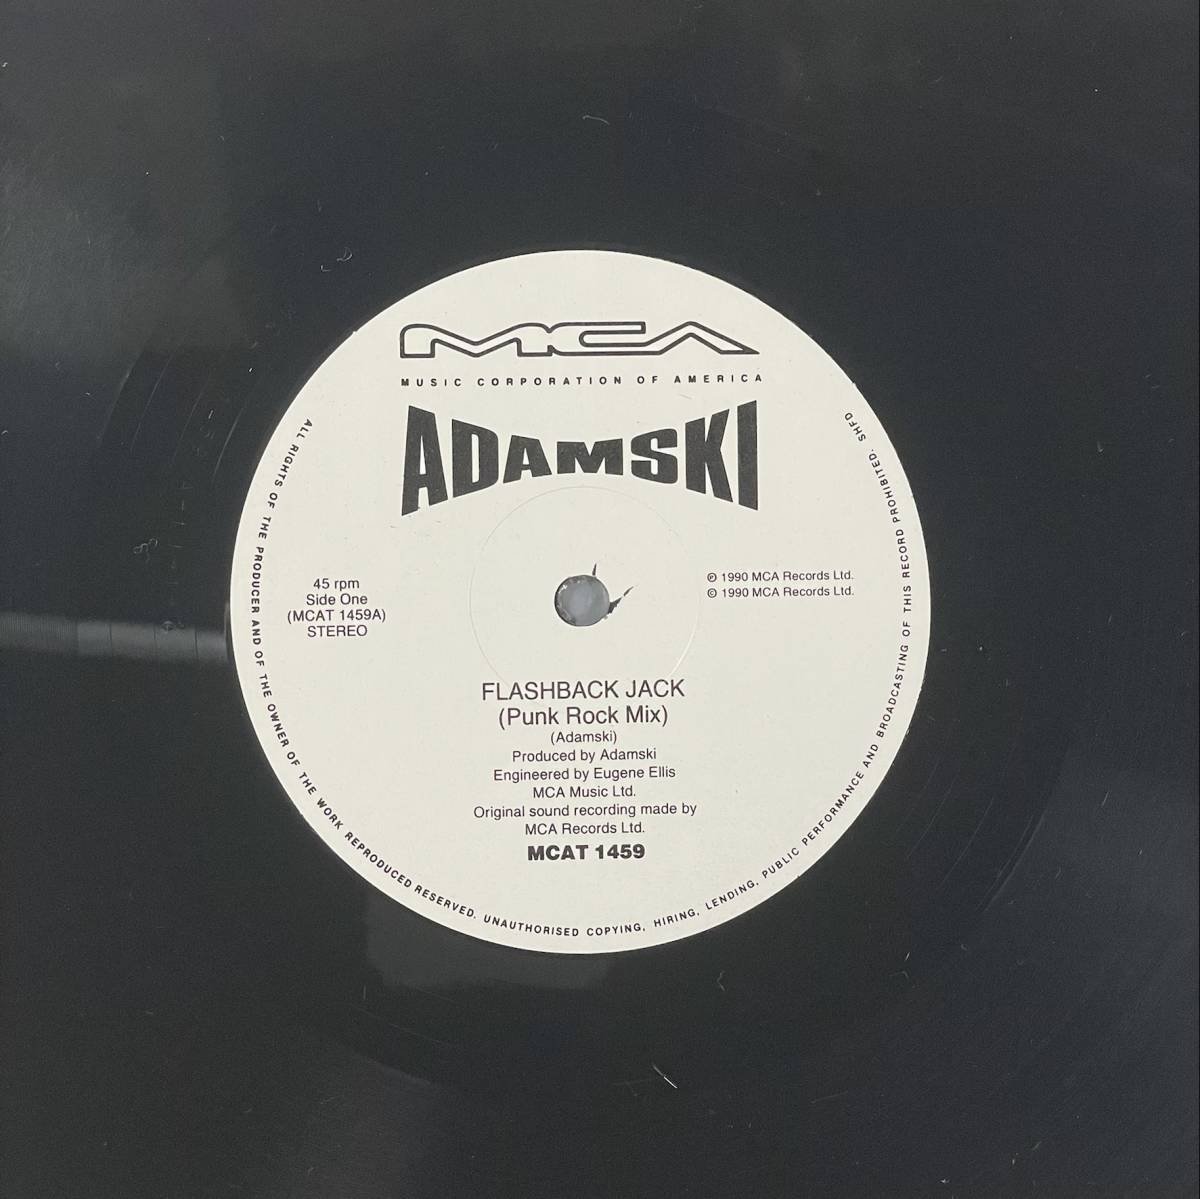 MCA
MUSIC CORPORATION OF AMERICA
ADAMSKI
45 rpm
Side One
(MCAT 1459A)
STEREO
℗ 1990 MCA Records Ltd.
© 1990 MCA Records Ltd.
FLASHBACK JACK
(Punk Rock Mix)
(Adamski)
Produced by Adamski
Engineered by Eugene Ellis
MCA Music Ltd.
Original sound recording made by
MCA Records Ltd.
MCAT 1459
ALL RIGHTS OF THE PRODUCER AND OF THE OWNER OF THE WORK REPRODUCED RESERVED. UNAUTHORISED COPYING, HIRING, LENDING, PUBLIC PERFORMANCE AND BROADCASTING OF THIS RECORD PROHIBITED. SHFD